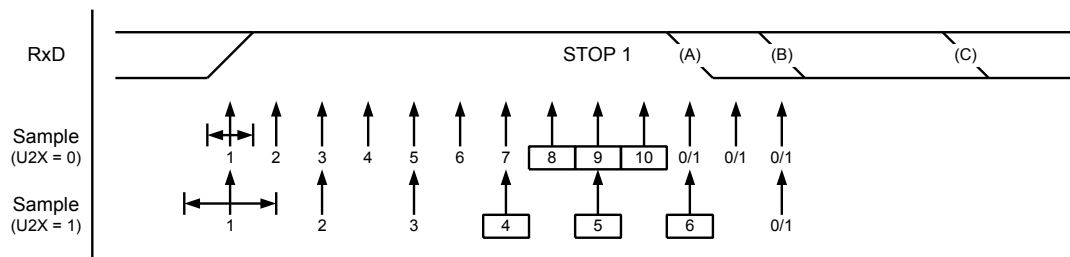 RxD
STOP 1
(A)
(B)
(C)
Sample
(U2X = 0)
1 2 3 4 5 6 7 8 9 10 0/1 0/1 0/1
Sample
(U2X = 1)
1 2 3 4 5 6 0/1